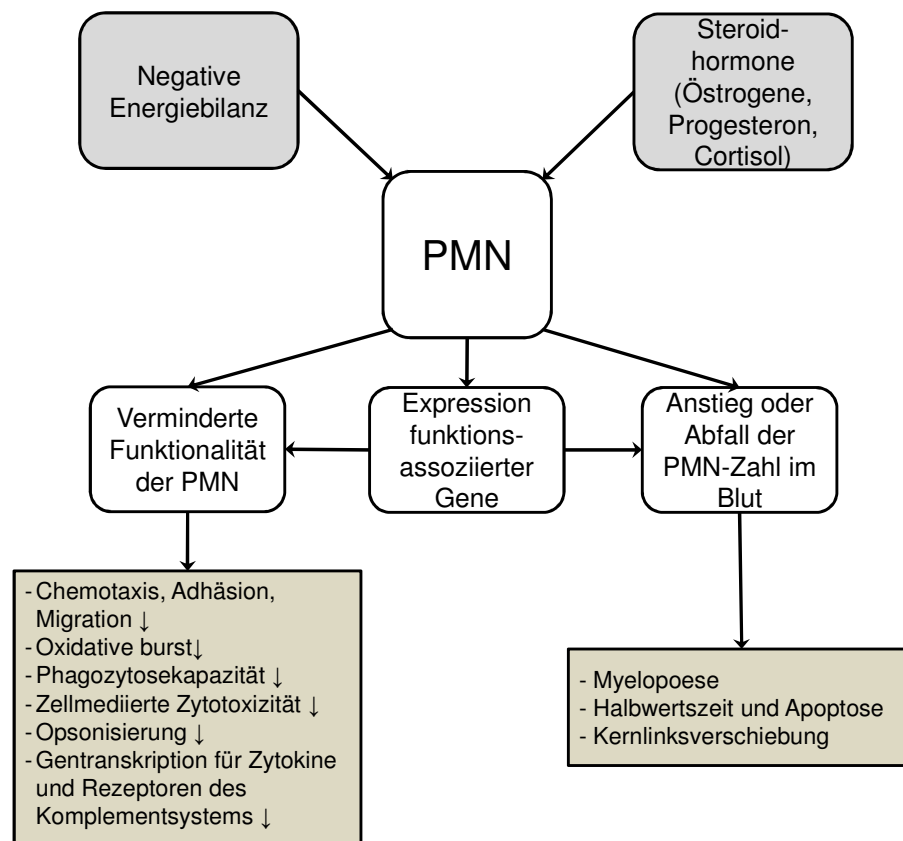 Negative
Energiebilanz
Steroid-
hormone
(Östrogene,
Progesteron,
Cortisol)
PMN
Verminderte
Funktionalität
der PMN
Expression
funktions-
assoziierter
Gene
Anstieg oder
Abfall der
PMN-Zahl im
Blut
- Chemotaxis, Adhäsion,
Migration ↓
- Oxidative burst↓
- Phagozytosekapazität ↓
- Zellmediierte Zytotoxizität ↓
- Opsonisierung ↓
- Gentranskription für Zytokine
und Rezeptoren des
Komplementsystems ↓
- Myelopoese
- Halbwertszeit und Apoptose
- Kernlinksverschiebung